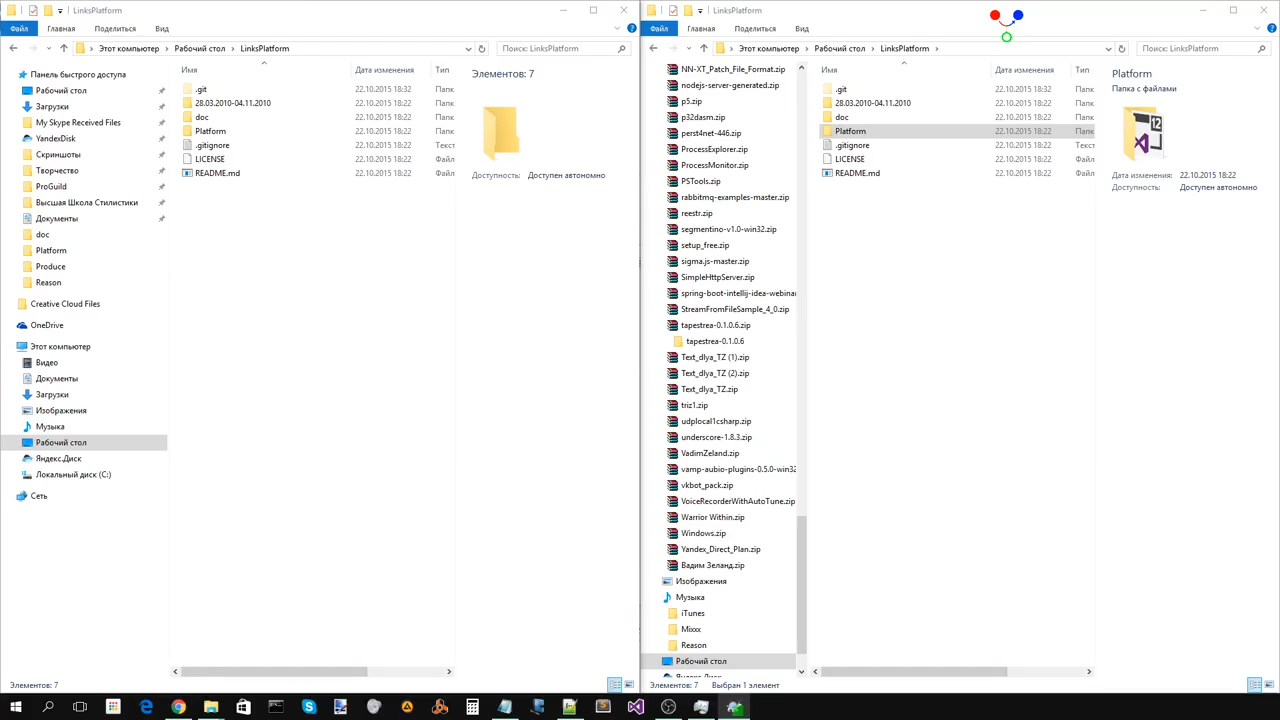 LinksPlatform
Файл
Главная
Поделиться
Вид
Этот компьютер
Рабочий стол
LinksPlatform
Поиск: LinksPlatform
Панель быстрого доступа
Рабочий стол
Загрузки
My Skype Received Files
YandexDisk
Скриншоты
Творчество
ProGuild
Высшая Школа Стилистики
Документы
doc
Platform
Produce
Reason
Creative Cloud Files
OneDrive
Этот компьютер
Видео
Документы
Загрузки
Изображения
Музыка
Рабочий стол
Яндекс.Диск
Локальный диск (C:)
Сеть
Имя Дата изменения Тип
.git 22.10.2015 18:32 Папк
28.03.2010-04.11.2010 22.10.2015 18:22 Папк
doc 22.10.2015 18:22 Папк
Platform 22.10.2015 18:22 Папк
.gitignore 22.10.2015 18:22 Текст
LICENSE 22.10.2015 18:22 Файл
README.md 22.10.2015 18:22 Файл
Элементов: 7
Доступность: Доступен автономно
Элементов: 7
LinksPlatform
Файл
Главная
Поделиться
Вид
Этот компьютер
Рабочий стол
LinksPlatform
Поиск: LinksPlatform
NN-XT_Patch_File_Format.zip
nodejs-server-generated.zip
p5.zip
p32dasm.zip
perst4net-446.zip
ProcessExplorer.zip
ProcessMonitor.zip
PSTools.zip
rabbitmq-examples-master.zip
reestr.zip
segmentino-v1.0-win32.zip
setup_free.zip
sigma.js-master.zip
SimpleHttpServer.zip
spring-boot-intellij-idea-webinar
StreamFromFileSample_4_0.zip
tapestrea-0.1.0.6.zip
tapestrea-0.1.0.6
Text_dlya_TZ (1).zip
Text_dlya_TZ (2).zip
Text_dlya_TZ.zip
triz1.zip
udplocal1csharp.zip
underscore-1.8.3.zip
VadimZeland.zip
vamp-aubio-plugins-0.5.0-win32
vkbot_pack.zip
VoiceRecorderWithAutoTune.zip
Warrior Within.zip
Windows.zip
Yandex_Direct_Plan.zip
Вадим Зеланд.zip
Изображения
Музыка
iTunes
Mixxx
Reason
Рабочий стол
Яндекс.Диск
Имя Дата изменения Тип
.git 22.10.2015 18:32 Папк
28.03.2010-04.11.2010 22.10.2015 18:22 Папк
doc 22.10.2015 18:22 Папк
Platform 22.10.2015 18:22 Папк
.gitignore 22.10.2015 18:22 Текст
LICENSE 22.10.2015 18:22 Файл
README.md 22.10.2015 18:22 Файл
Platform
Папка с файлами
12
Дата изменения: 22.10.2015 18:22
Доступность: Доступен автономно
Элементов: 7 Выбран 1 элемент